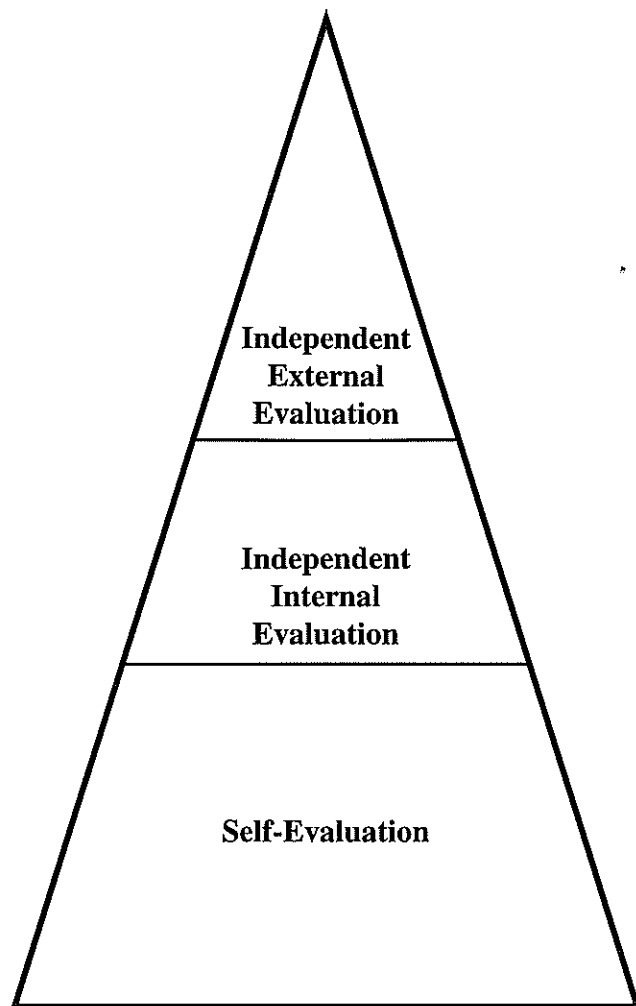 Independent
External
Evaluation
Independent
Internal
Evaluation
Self-Evaluation